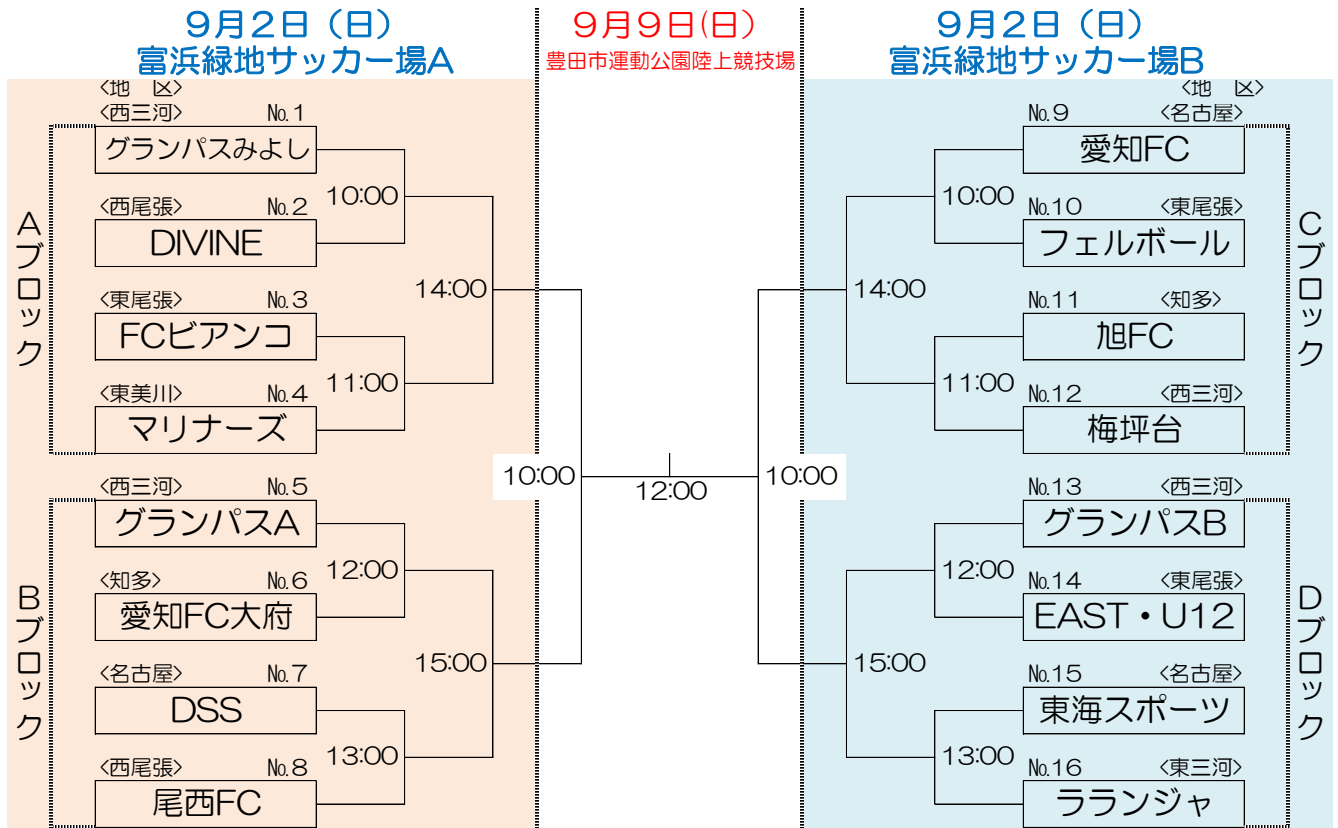 9月2日（日）
富浜緑地サッカー場A
9月9日(日)
豊田市運動公園陸上競技場
9月2日（日）
富浜緑地サッカー場B
<地　区>
Aブロック
<西三河> No.1
グランパスみよし
10:00
<西尾張> No.2
DIVINE
14:00
<東尾張> No.3
FCビアンコ
11:00
<東美川> No.4
マリナーズ
10:00
Bブロック
<西三河> No.5
グランパスA
12:00
<知多> No.6
愛知FC大府
15:00
<名古屋> No.7
DSS
13:00
<西尾張> No.8
尾西FC
12:00
<地　区>
Cブロック
No.9 <名古屋>
愛知FC
10:00
No.10 <東尾張>
フェルボール
14:00
No.11 <知多>
旭FC
11:00
No.12 <西三河>
梅坪台
10:00
Dブロック
No.13 <西三河>
グランパスB
12:00
No.14 <東尾張>
EAST・U12
15:00
No.15 <名古屋>
東海スポーツ
13:00
No.16 <東三河>
ラランジャ